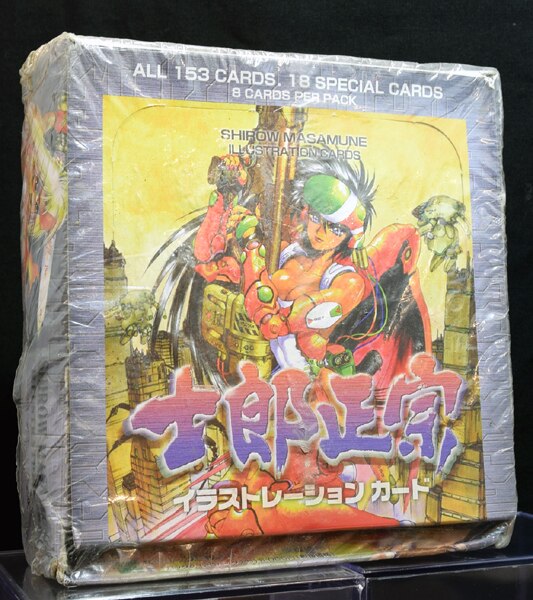 ALL 153 CARDS, 18 SPECIAL CARDS
8 CARDS PER PACK
SHIROW MASAMUNE
ILLUSTRATION CARDS
士郎正宗
イラストレーション カード